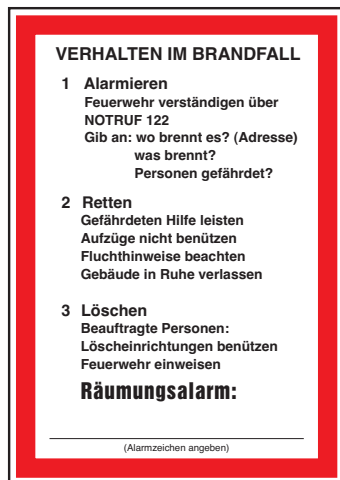 VERHALTEN IM BRANDFALL
1 Alarmieren
Feuerwehr verständigen über
NOTRUF 122
Gib an: wo brennt es? (Adresse)
was brennt?
Personen gefährdet?
2 Retten
Gefährdeten Hilfe leisten
Aufzüge nicht benützen
Fluchthinweise beachten
Gebäude in Ruhe verlassen
3 Löschen
Beauftragte Personen:
Löscheinrichtungen benützen
Feuerwehr einweisen
Räumungsalarm:
(Alarmzeichen angeben)